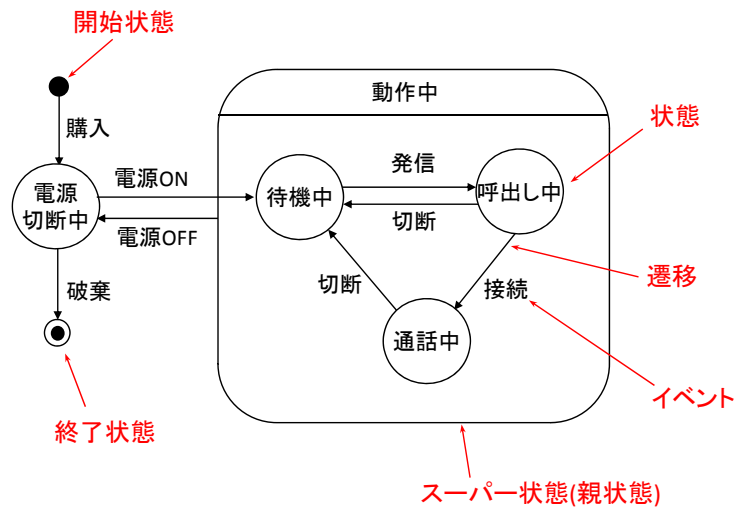 開始状態
動作中
購入
状態
発信
電源
切断中
電源ON
待機中
呼出し中
切断
電源OFF
遷移
切断
接続
破棄
通話中
イベント
終了状態
スーパー状態(親状態)